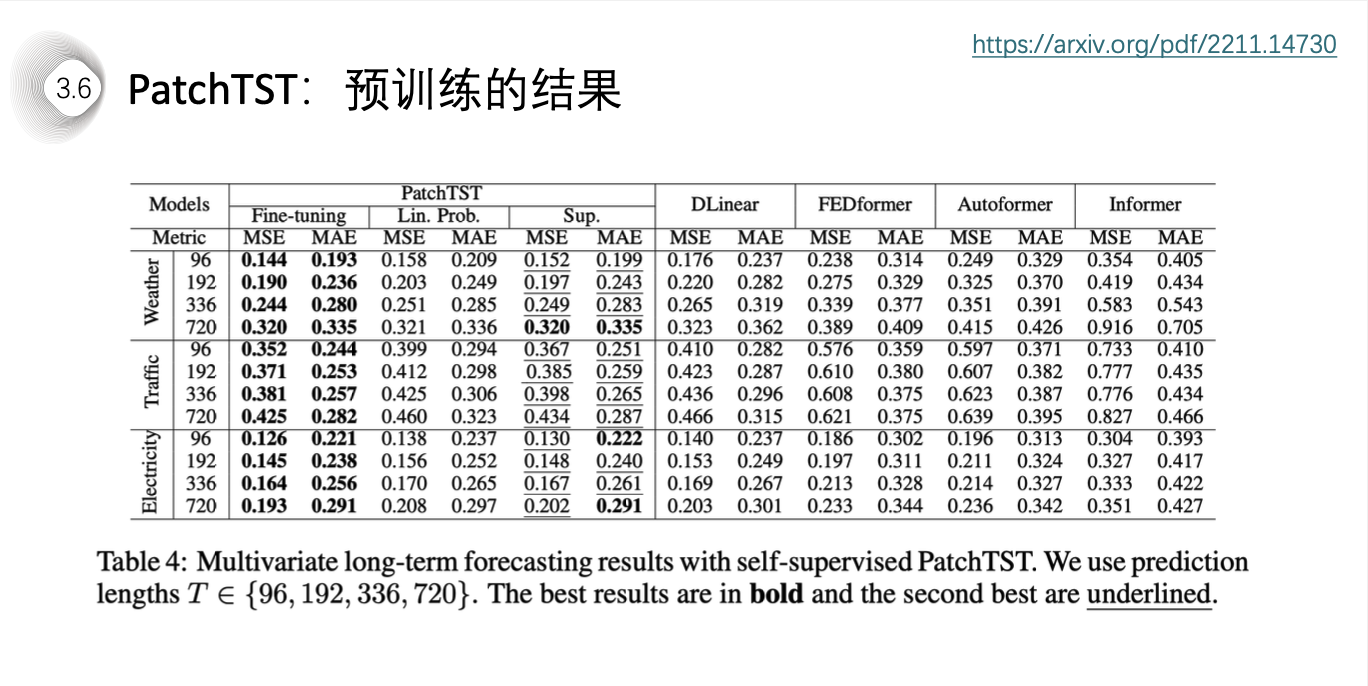 https://arxiv.org/pdf/2211.14730
3.6 PatchTST：预训练的结果
Models PatchTST DLinear FEDformer Autoformer Informer
Fine-tuning Lin. Prob. Sup.
Metric MSE MAE MSE MAE MSE MAE MSE MAE MSE MAE MSE MAE MSE MAE
Weather
96 0.144 0.193 0.158 0.209 0.152 0.199 0.176 0.237 0.238 0.314 0.249 0.329 0.354 0.405
192 0.190 0.236 0.203 0.249 0.197 0.243 0.220 0.282 0.275 0.329 0.325 0.370 0.419 0.434
336 0.244 0.280 0.251 0.285 0.249 0.283 0.265 0.319 0.339 0.377 0.351 0.391 0.583 0.543
720 0.320 0.335 0.321 0.336 0.320 0.335 0.323 0.362 0.389 0.409 0.415 0.426 0.916 0.705
Traffic
96 0.352 0.244 0.399 0.294 0.367 0.251 0.410 0.282 0.576 0.359 0.597 0.371 0.733 0.410
192 0.371 0.253 0.412 0.298 0.385 0.259 0.423 0.287 0.610 0.380 0.607 0.382 0.777 0.435
336 0.381 0.257 0.425 0.306 0.398 0.265 0.436 0.296 0.608 0.375 0.623 0.387 0.776 0.434
720 0.425 0.282 0.460 0.323 0.434 0.287 0.466 0.315 0.621 0.375 0.639 0.395 0.827 0.466
Electricity
96 0.126 0.221 0.138 0.237 0.130 0.222 0.140 0.237 0.186 0.302 0.196 0.313 0.304 0.393
192 0.145 0.238 0.156 0.252 0.148 0.240 0.153 0.249 0.197 0.311 0.211 0.324 0.327 0.417
336 0.164 0.256 0.170 0.265 0.167 0.261 0.169 0.267 0.213 0.328 0.214 0.327 0.333 0.422
720 0.193 0.291 0.208 0.297 0.202 0.291 0.203 0.301 0.233 0.344 0.236 0.342 0.351 0.427
Table 4: Multivariate long-term forecasting results with self-supervised PatchTST. We use prediction
lengths T ∈ {96, 192, 336, 720}. The best results are in bold and the second best are underlined.